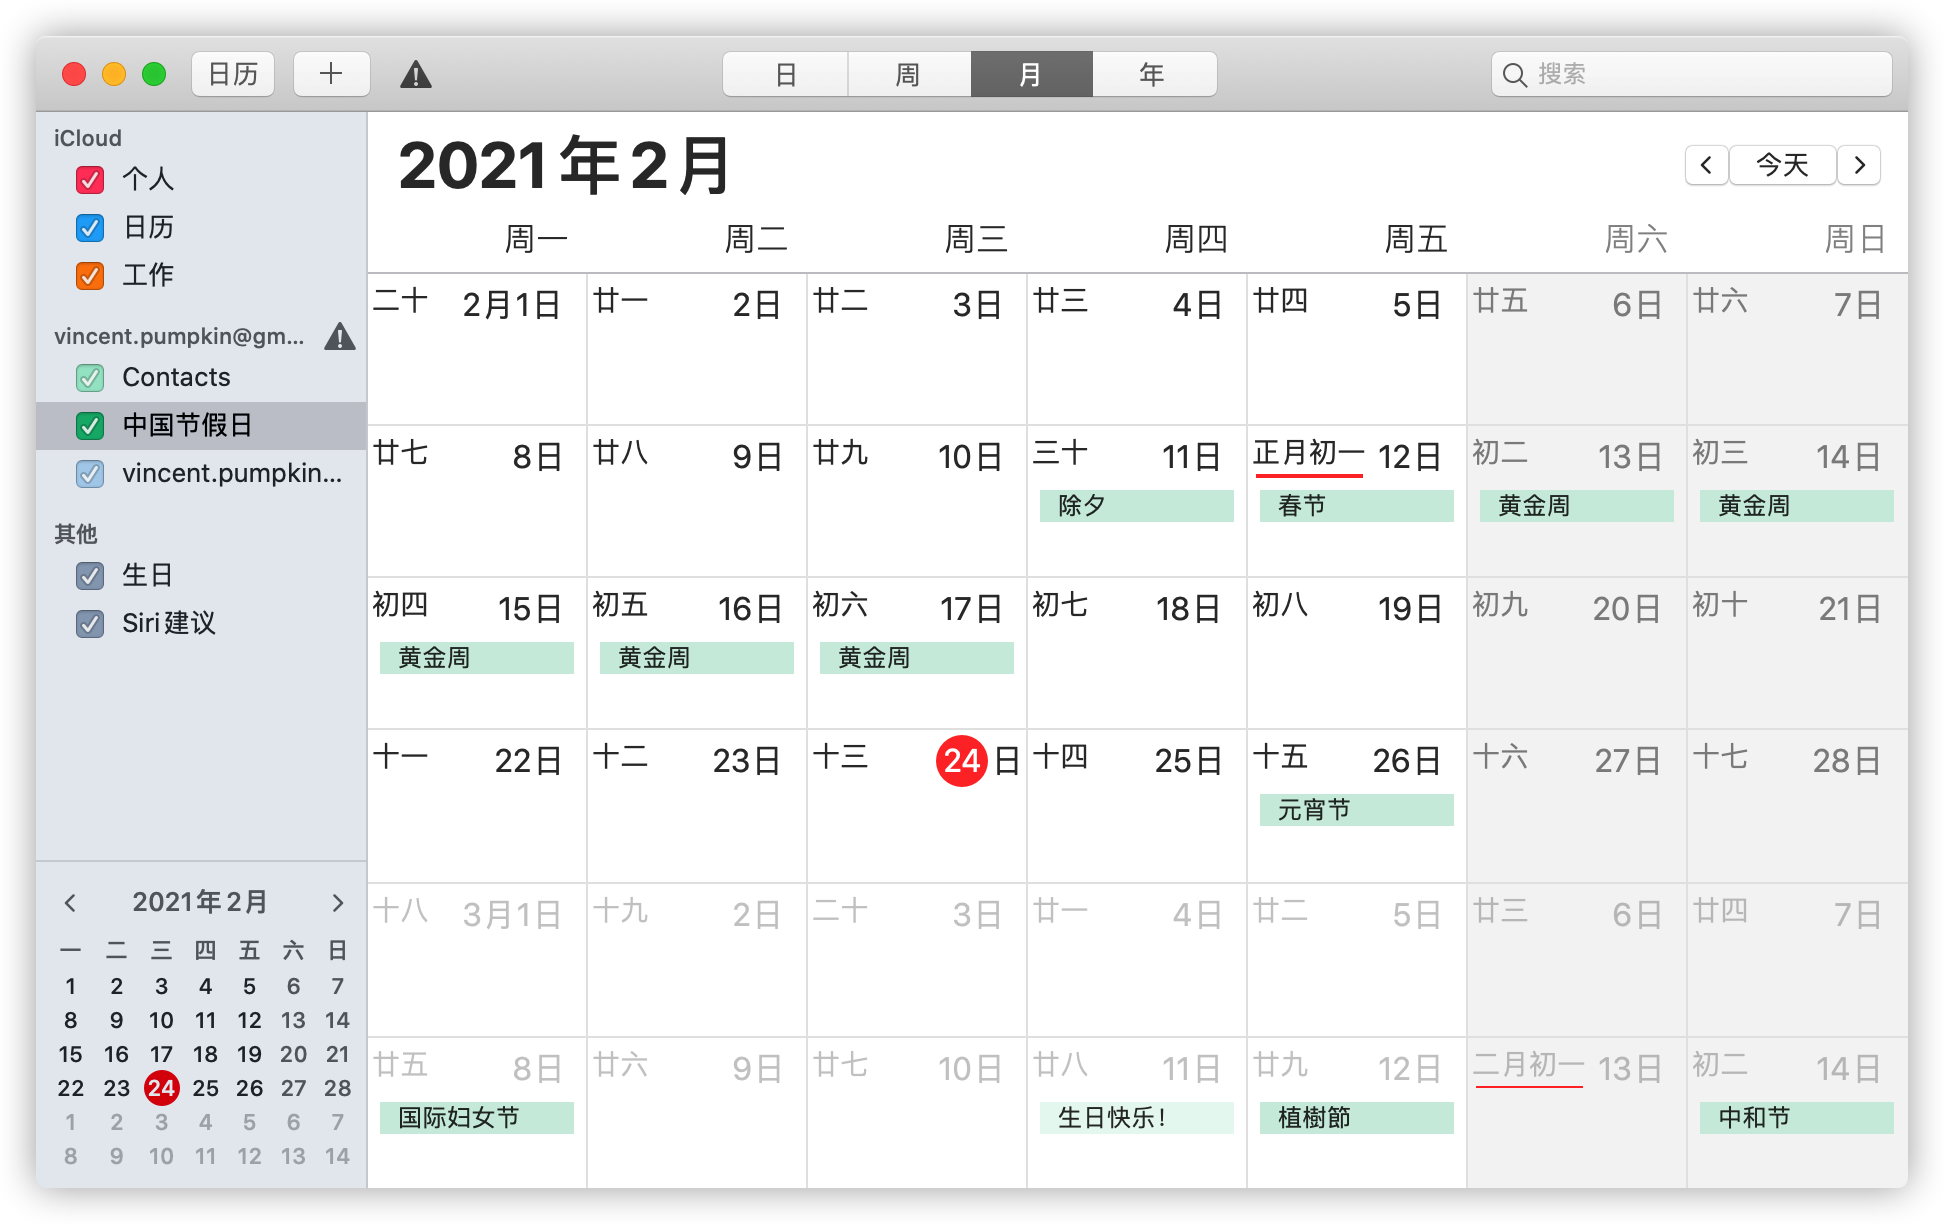 日历
日 周 月 年
搜索
iCloud
个人
日历
工作
vincent.pumpkin@gm...
Contacts
中国节假日
vincent.pumpkin...
其他
生日
Siri建议
2021年2月
一 二 三 四 五 六 日
1 2 3 4 5 6 7
8 9 10 11 12 13 14
15 16 17 18 19 20 21
22 23 24 25 26 27 28
1 2 3 4 5 6 7
8 9 10 11 12 13 14
2021年2月
今天
周一 周二 周三 周四 周五 周六 周日
二十 2月1日 廿一 2日 廿二 3日 廿三 4日 廿四 5日 廿五 6日 廿六 7日
廿七 8日 廿八 9日 廿九 10日 三十 11日 正月初一 12日 初二 13日 初三 14日
除夕 春节 黄金周 黄金周
初四 15日 初五 16日 初六 17日 初七 18日 初八 19日 初九 20日 初十 21日
黄金周 黄金周 黄金周
十一 22日 十二 23日 十三 24日 十四 25日 十五 26日 十六 27日 十七 28日
元宵节
十八 3月1日 十九 2日 二十 3日 廿一 4日 廿二 5日 廿三 6日 廿四 7日
廿五 8日 廿六 9日 廿七 10日 廿八 11日 廿九 12日 二月初一 13日 初二 14日
国际妇女节 生日快乐！ 植樹節 中和节